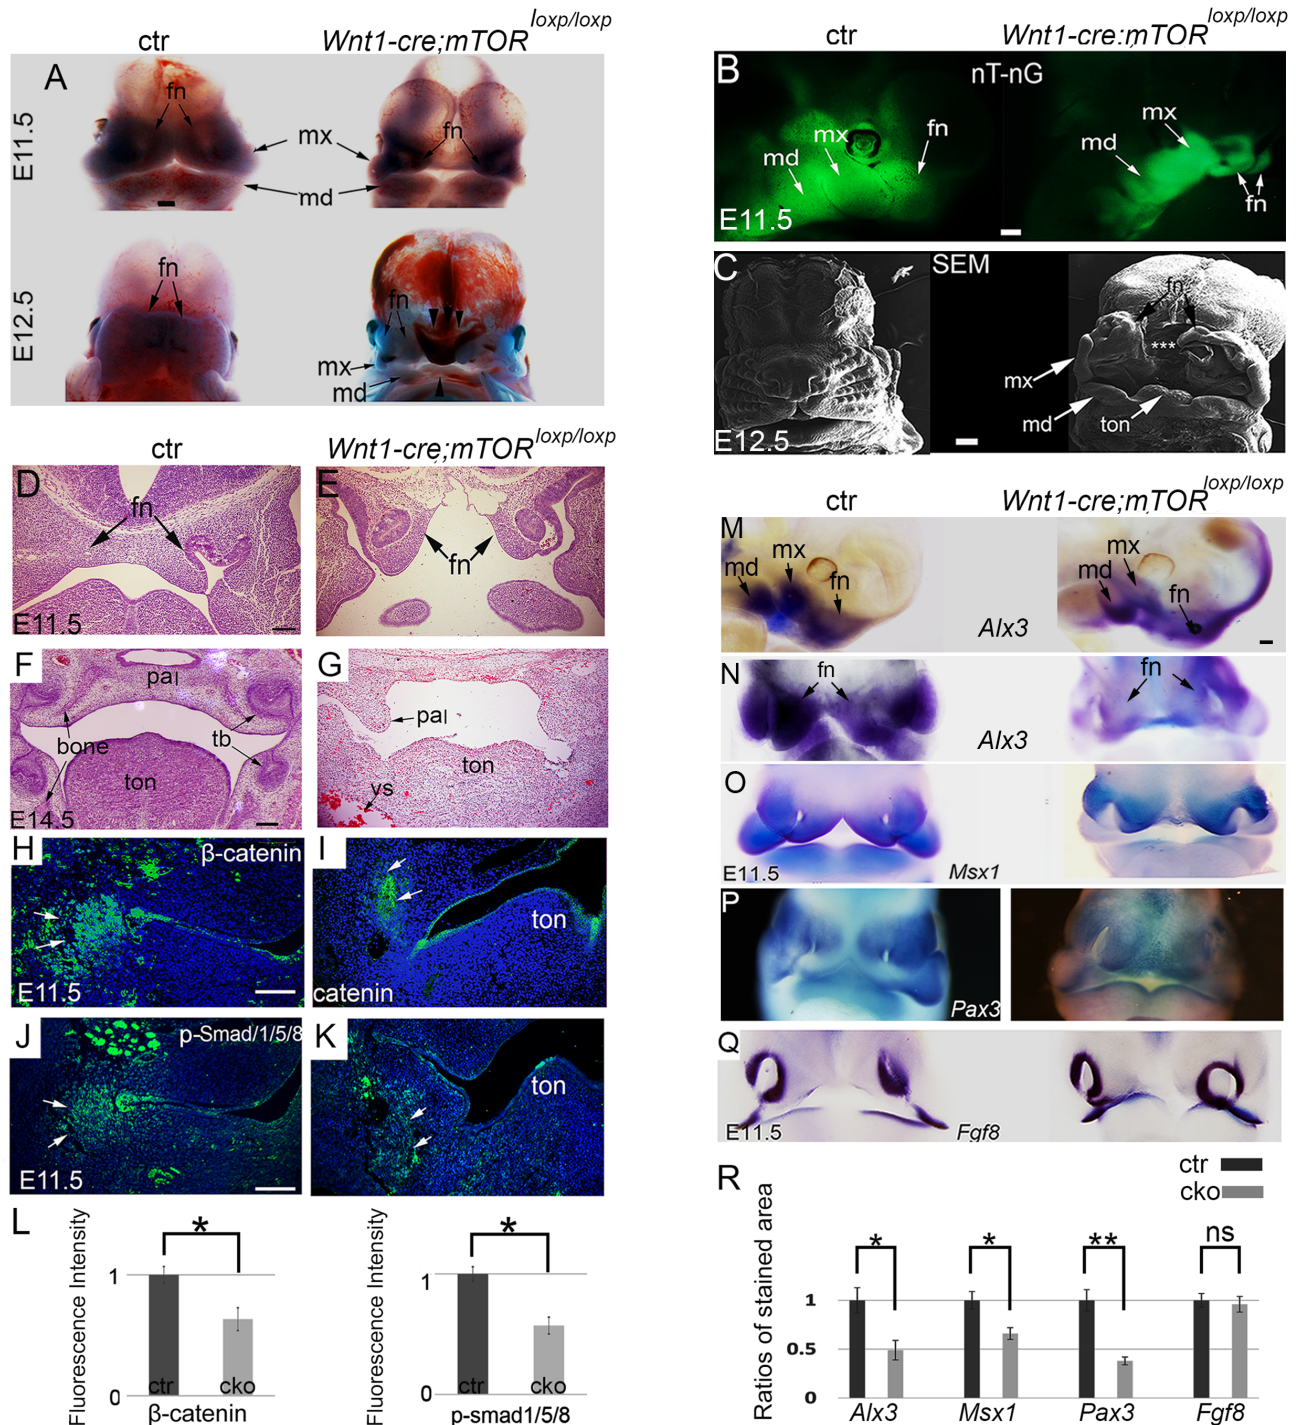 ctr
Wnt1-cre;mTOR loxp/loxp
A
E11.5
fn
fn
mx
md
E12.5
fn
fn
mx
md
ctr
Wnt1-cre:mTOR loxp/loxp
B
nT-nG
mx
fn
md
E11.5
mx
md
fn
C
SEM
E12.5
fn
***
mx
md
ton
ctr
Wnt1-cre;mTOR loxp/loxp
D
fn
E11.5
E
fn
F
pal
bone
tb
ton
E14.5
G
pal
ton
vs
H
β-catenin
E11.5
I
ton
catenin
J
p-Smad/1/5/8
E11.5
K
ton
L
Fluorescence Intensity
*
1
0
ctr
cko
β-catenin
Fluorescence Intensity
*
1
0
ctr
cko
p-smad1/5/8
ctr
Wnt1-cre;mTOR loxp/loxp
M
mx
md
fn
Alx3
mx
md
fn
N
fn
Alx3
fn
O
E11.5
Msx1
P
Pax3
Q
E11.5
Fgf8
R
ctr
cko
Ratios of stained area
*
*
**
ns
1
0.5
0
Alx3
Msx1
Pax3
Fgf8